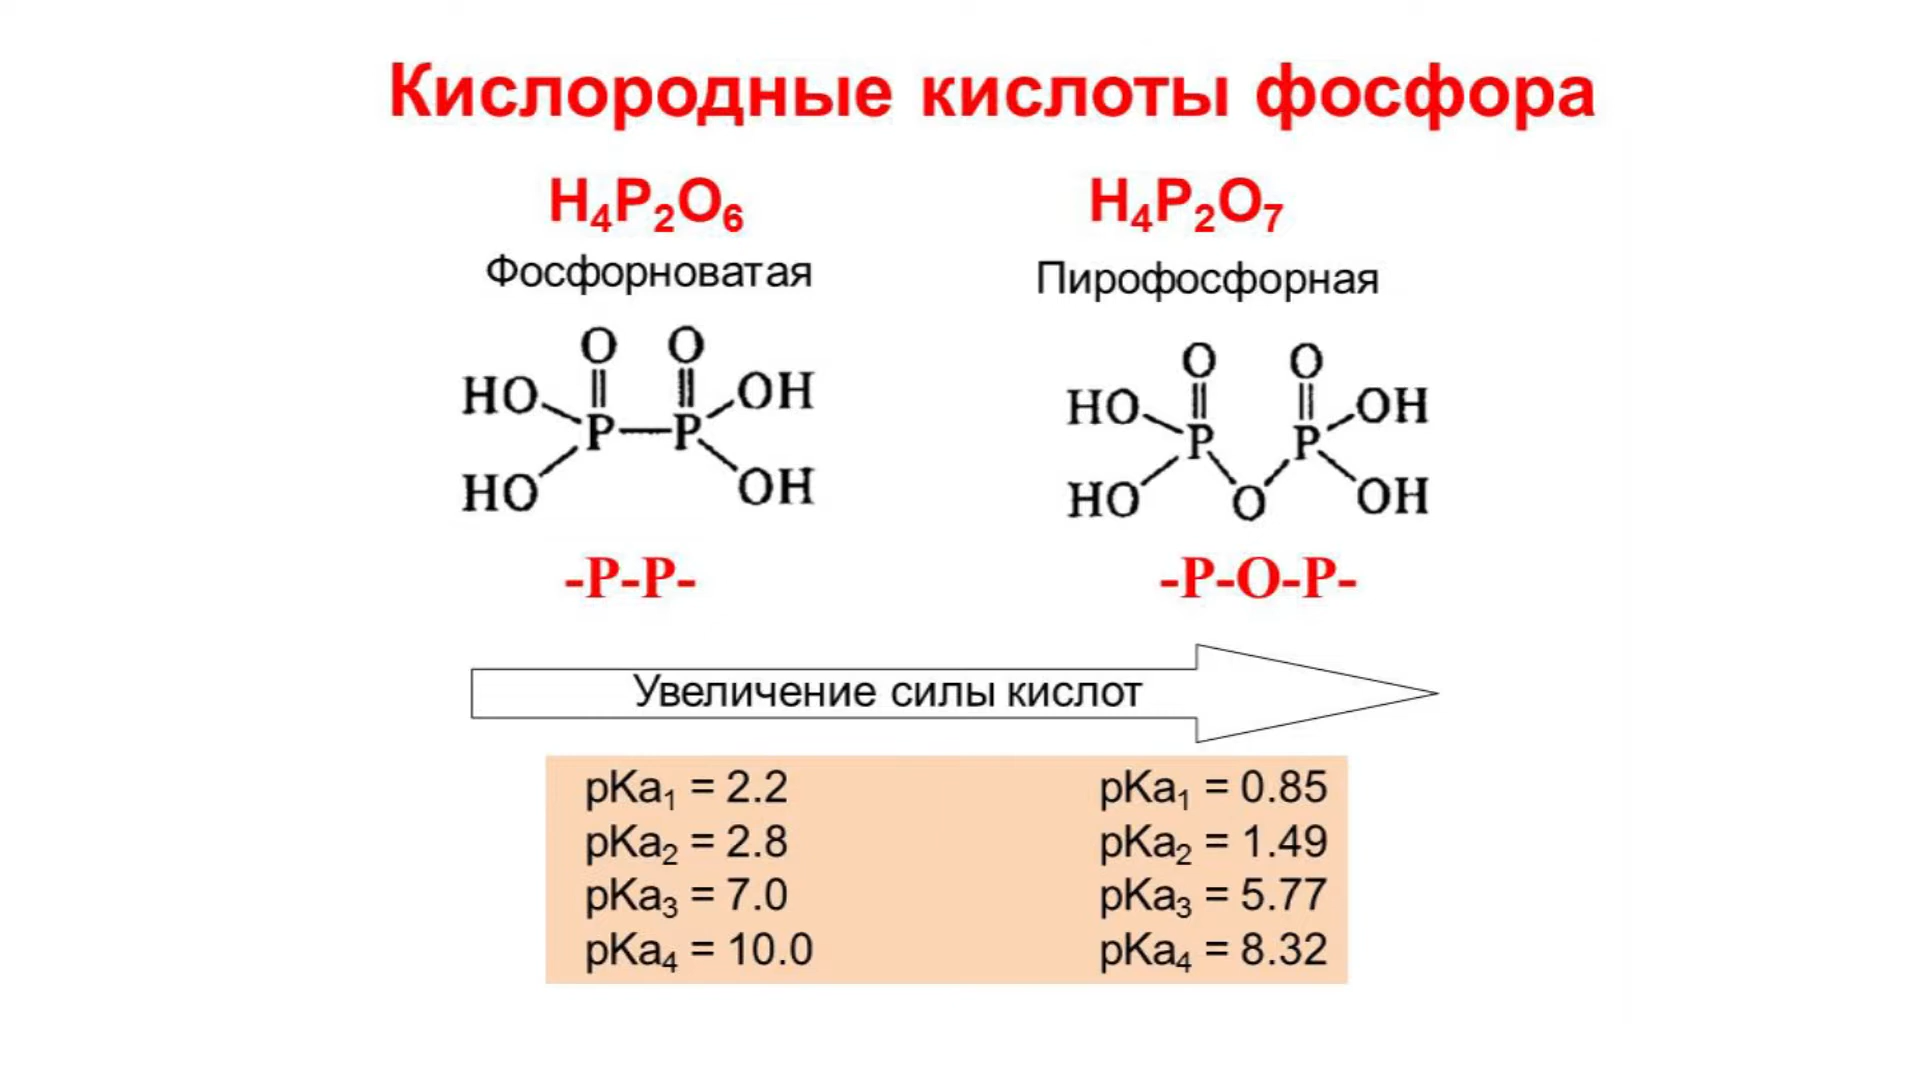 Кислородные кислоты фосфора
H₄P₂O₆ H₄P₂O₇
Фосфорноватая Пирофосфорная
O O O O
HO OH HO OH
P P P P
HO OH HO O OH
-P-P- -P-O-P-
Увеличение силы кислот
pKa₁ = 2.2 pKa₁ = 0.85
pKa₂ = 2.8 pKa₂ = 1.49
pKa₃ = 7.0 pKa₃ = 5.77
pKa₄ = 10.0 pKa₄ = 8.32